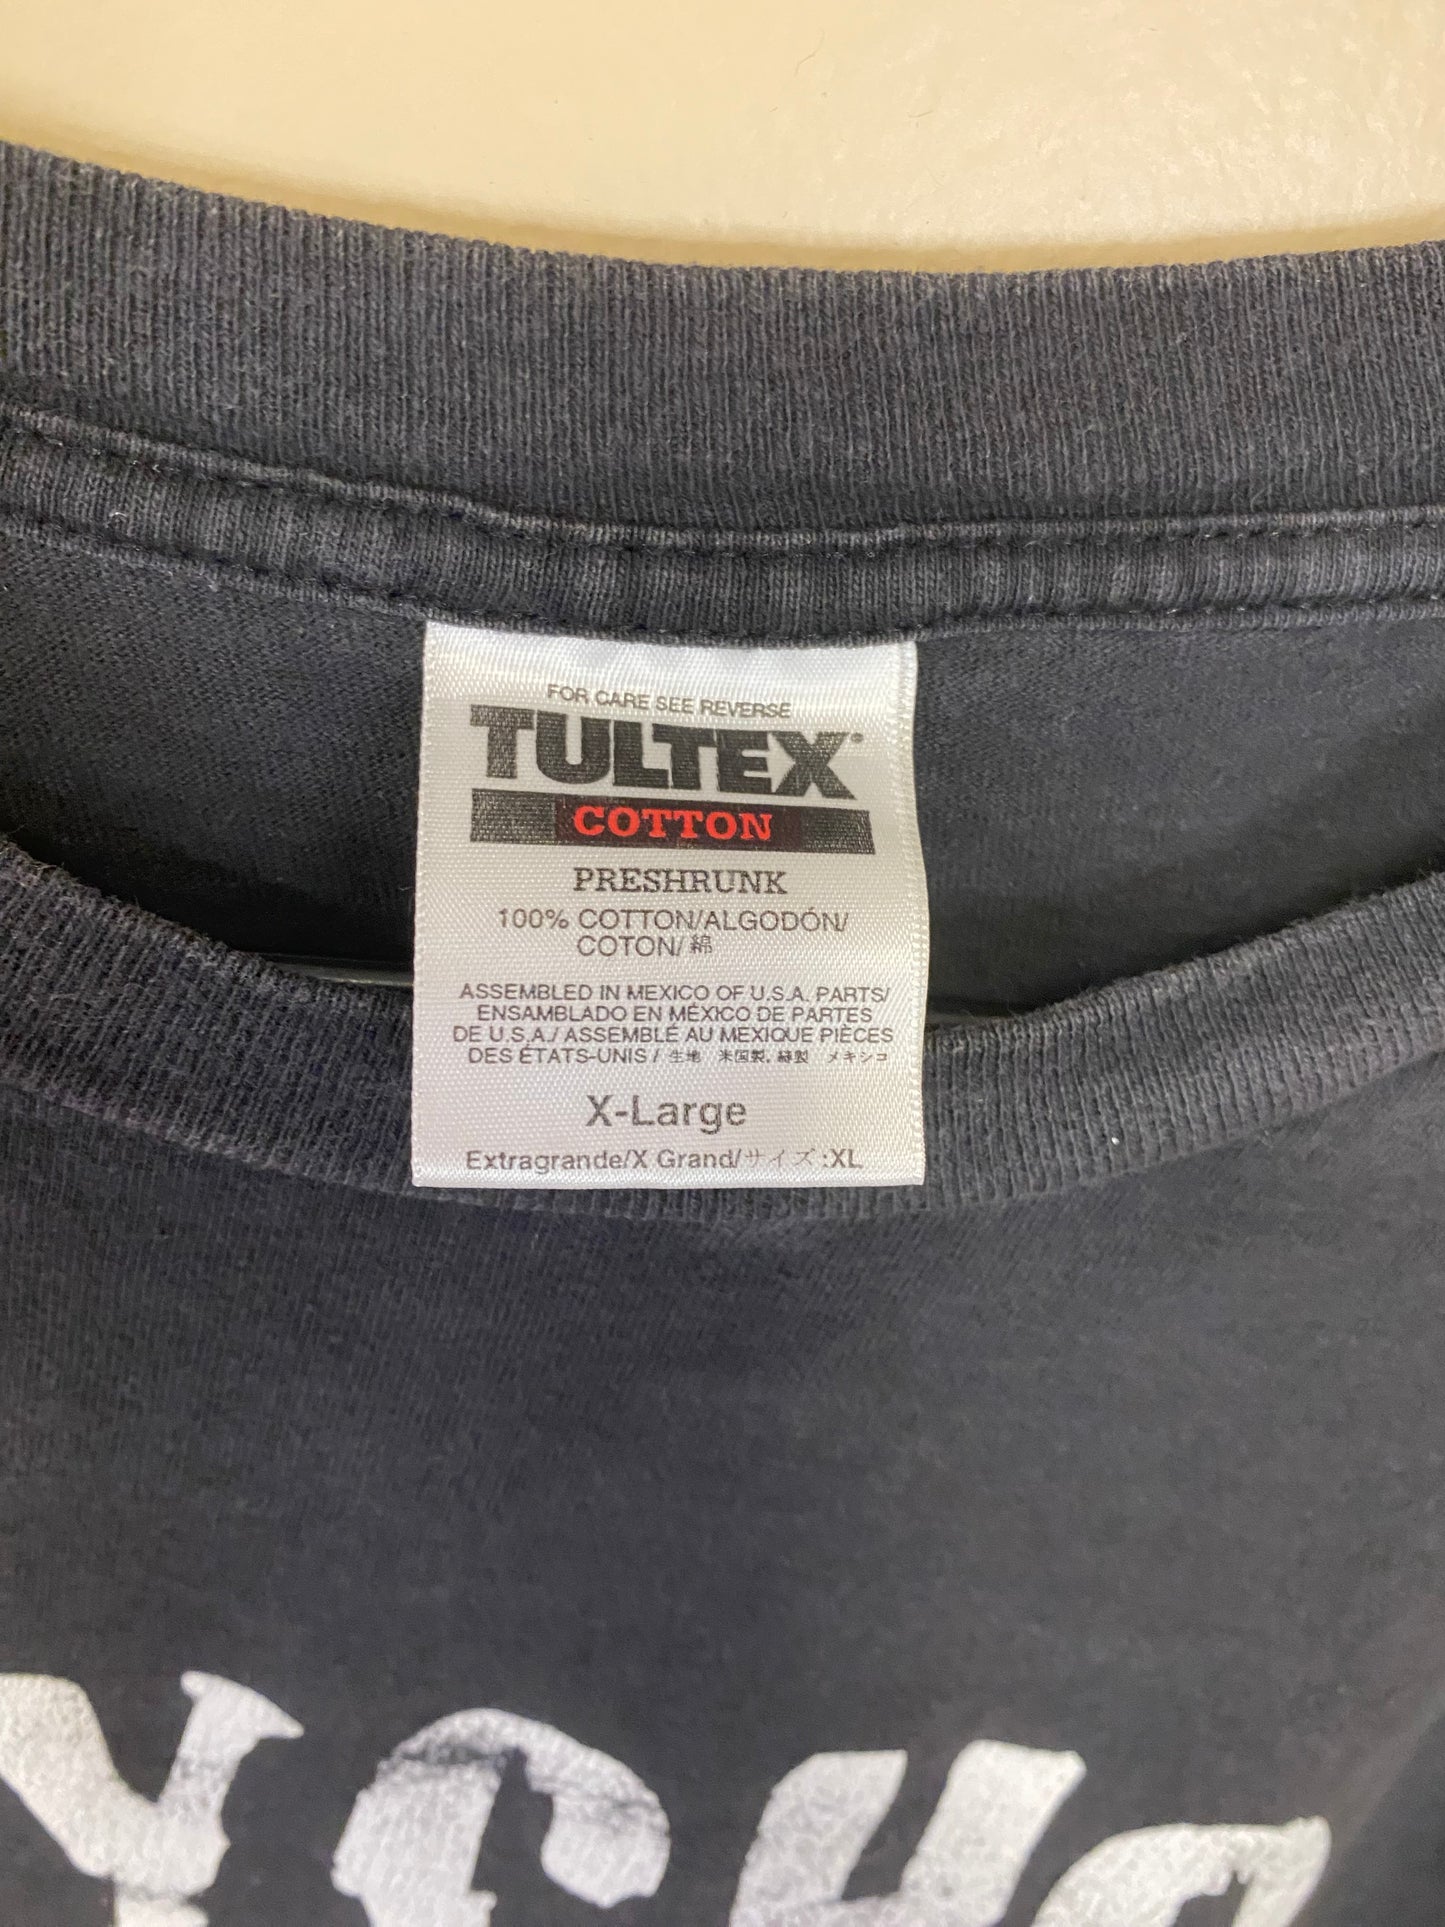 FOR CARE SEE REVERSE
TULTEX®
COTTON
PRESHRUNK
100% COTTON/ALGODÓN/
COTON/ 綿
ASSEMBLED IN MEXICO OF U.S.A. PARTS/
ENSAMBLADO EN MÉXICO DE PARTES
DE U.S.A./ ASSEMBLÉ AU MEXIQUE PIÈCES
DES ÉTATS-UNIS / 生地 米国製, 縫製 メキシコ
X-Large
Extragrande/X Grand/サイズ :XL